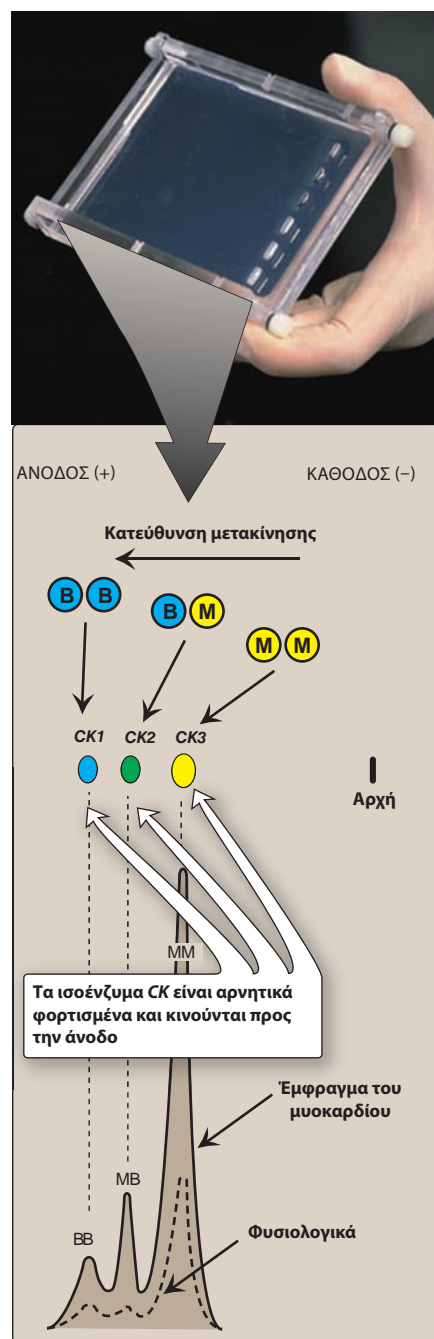 ΑΝΟΔΟΣ (+)
ΚΑΘΟΔΟΣ (–)
Κατεύθυνση μετακίνησης
B B
B M
M M
CK1
CK2
CK3
Αρχή
MM
Τα ισοένζυμα CK είναι αρνητικά
φορτισμένα και κινούνται προς
την άνοδο
Έμφραγμα του
μυοκαρδίου
MB
BB
Φυσιολογικά